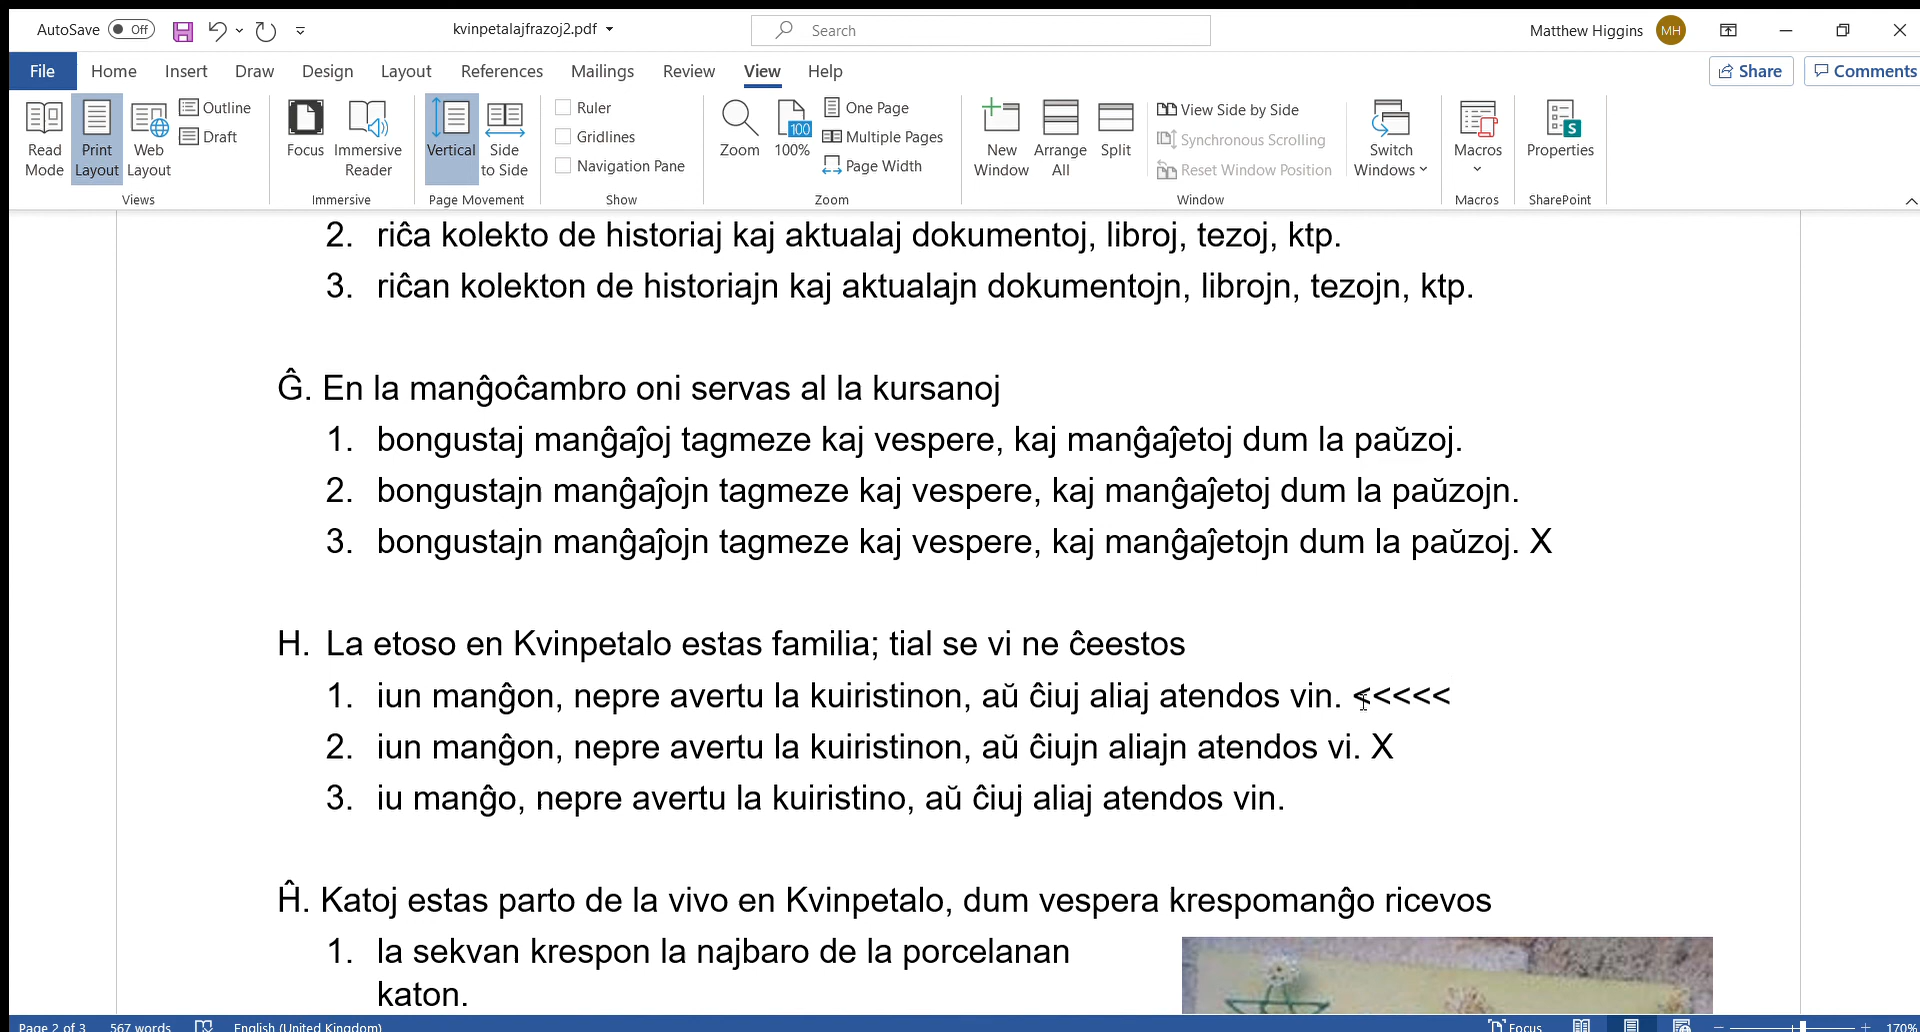 AutoSave Off kvinpetalajfrazoj2.pdf Search Matthew Higgins MH
File Home Insert Draw Design Layout References Mailings Review View Help Share Comments
Read Mode
Print Layout
Web Layout
Outline
Draft
Views
Focus
Immersive Reader
Immersive
Vertical
Side to Side
Page Movement
Ruler
Gridlines
Navigation Pane
Show
Zoom
100
100%
One Page
Multiple Pages
Page Width
Zoom
New Window
Arrange All
Split
View Side by Side
Synchronous Scrolling
Reset Window Position
Window
Switch Windows
Macros
Macros
S
Properties
SharePoint
2. riĉa kolekto de historiaj kaj aktualaj dokumentoj, libroj, tezoj, ktp.
3. riĉan kolekton de historiajn kaj aktualajn dokumentojn, librojn, tezojn, ktp.
Ĝ. En la manĝoĉambro oni servas al la kursanoj
1. bongustaj manĝaĵoj tagmeze kaj vespere, kaj manĝaĵetoj dum la paŭzoj.
2. bongustajn manĝaĵojn tagmeze kaj vespere, kaj manĝaĵetoj dum la paŭzojn.
3. bongustajn manĝaĵojn tagmeze kaj vespere, kaj manĝaĵetojn dum la paŭzoj. X
H. La etoso en Kvinpetalo estas familia; tial se vi ne ĉeestos
1. iun manĝon, nepre avertu la kuiristinon, aŭ ĉiuj aliaj atendos vin. <<<<<
2. iun manĝon, nepre avertu la kuiristinon, aŭ ĉiujn aliajn atendos vi. X
3. iu manĝo, nepre avertu la kuiristino, aŭ ĉiuj aliaj atendos vin.
Ĥ. Katoj estas parto de la vivo en Kvinpetalo, dum vespera krespomanĝo ricevos
1. la sekvan krespon la najbaro de la porcelanan
katon.
Page 2 of 3 567 words English (United Kingdom) Focus 170%